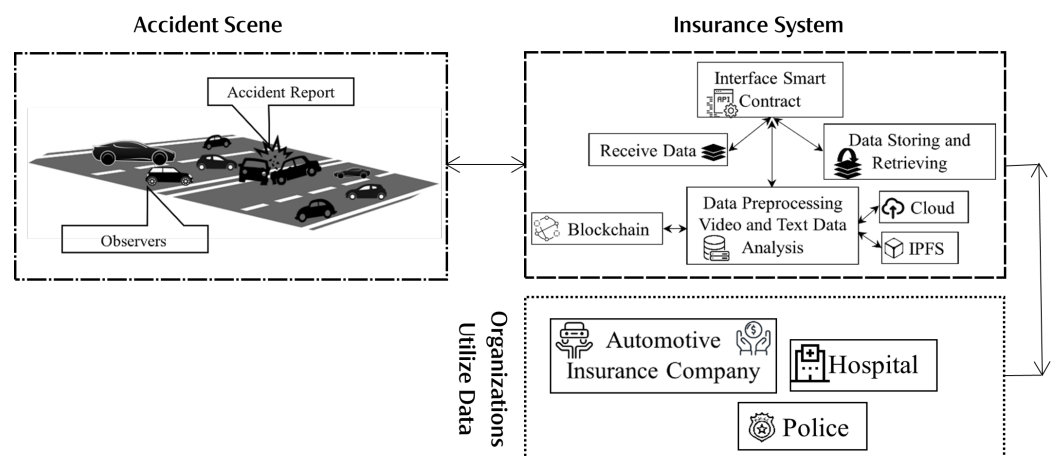 Accident Scene
Insurance System
Accident Report
Observers
Interface Smart
Contract
API
Receive Data
Data Storing and
Retrieving
Data Preprocessing
Video and Text Data
Analysis
Blockchain
Cloud
IPFS
Organizations
Utilize Data
Automotive
Insurance Company
$
Hospital
Police